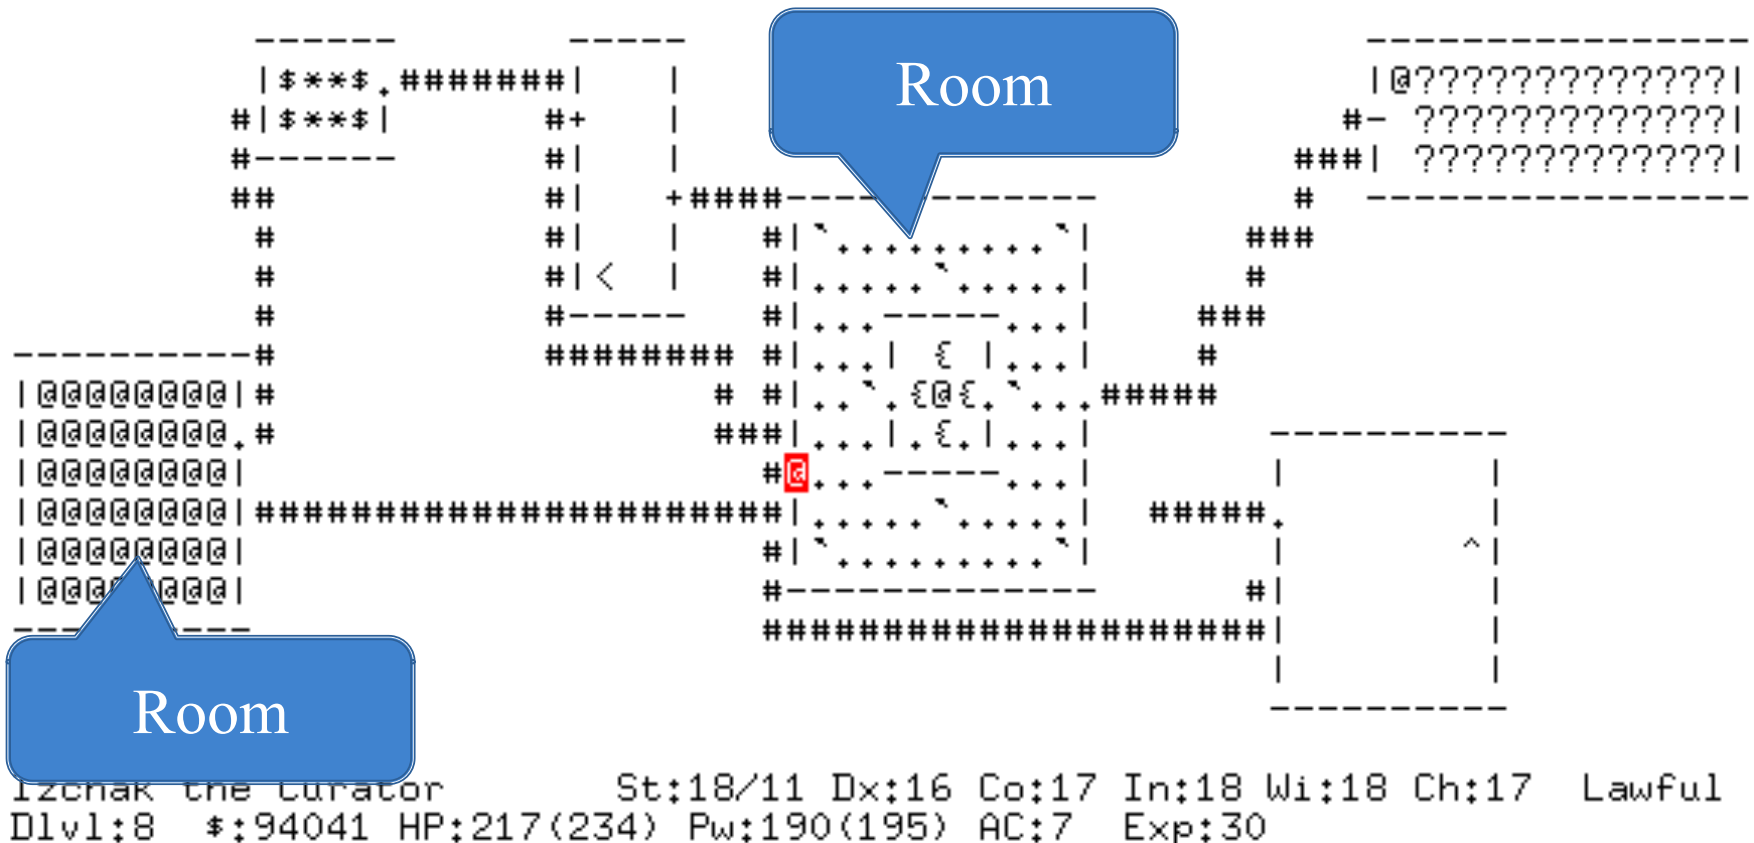 ------ ----- ----------------
Room
|$**$.#######| | |@?????????????|
#|$**$| #+ | #- ?????????????|
#------ #| | ###| ?????????????|
## #| +####---- ------- # ----------------
# #| | #|`.........`| ###
# #|< | #|.....`.....| #
# #----- #|...-----...| ###
----------# ######## #|...| { |...| #
|@@@@@@@@|# # #|..`.{@{.`....#####
|@@@@@@@@.# ###|...|.{.|...| ----------
|@@@@@@@@| #@...-----...| | |
|@@@@@@@@|######################|.....`.....| #####. |
|@@@@@@@@| #|`.........`| | ^|
|@@@@@@@@| #------------- #| |
---------- #####################| |
| |
Room
----------
Izchak the Curator St:18/11 Dx:16 Co:17 In:18 Wi:18 Ch:17 Lawful
Dlvl:8 $:94041 HP:217(234) Pw:190(195) AC:7 Exp:30